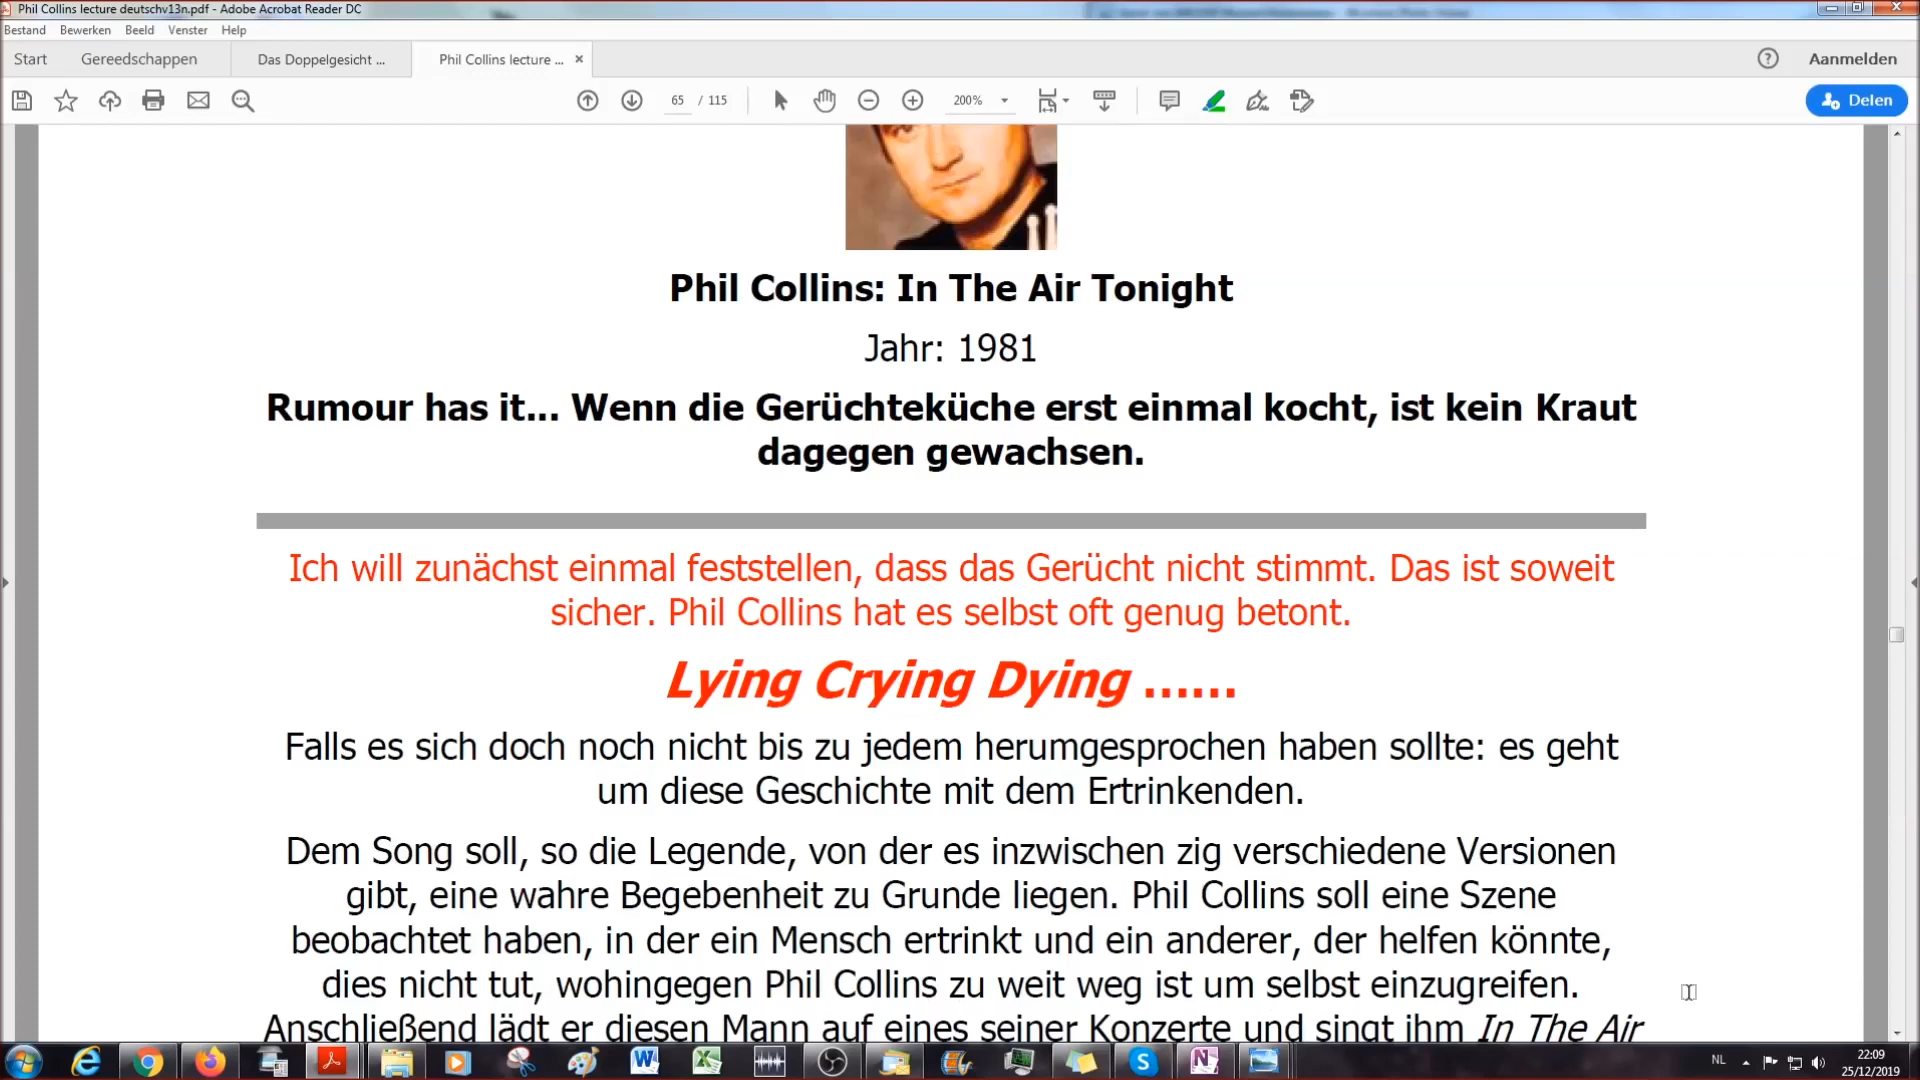 Phil Collins lecture deutschv13n.pdf - Adobe Acrobat Reader DC
Bestand Bewerken Beeld Venster Help
Start Gereedschappen Das Doppelgesicht ... Phil Collins lecture ... × Aanmelden
65 / 115 200% Delen
Phil Collins: In The Air Tonight
Jahr: 1981
Rumour has it... Wenn die Gerüchteküche erst einmal kocht, ist kein Kraut
dagegen gewachsen.
Ich will zunächst einmal feststellen, dass das Gerücht nicht stimmt. Das ist soweit
sicher. Phil Collins hat es selbst oft genug betont.
Lying Crying Dying ......
Falls es sich doch noch nicht bis zu jedem herumgesprochen haben sollte: es geht
um diese Geschichte mit dem Ertrinkenden.
Dem Song soll, so die Legende, von der es inzwischen zig verschiedene Versionen
gibt, eine wahre Begebenheit zu Grunde liegen. Phil Collins soll eine Szene
beobachtet haben, in der ein Mensch ertrinkt und ein anderer, der helfen könnte,
dies nicht tut, wohingegen Phil Collins zu weit weg ist um selbst einzugreifen.
Anschließend lädt er diesen Mann auf eines seiner Konzerte und singt ihm In The Air
NL 22:09
25/12/2019